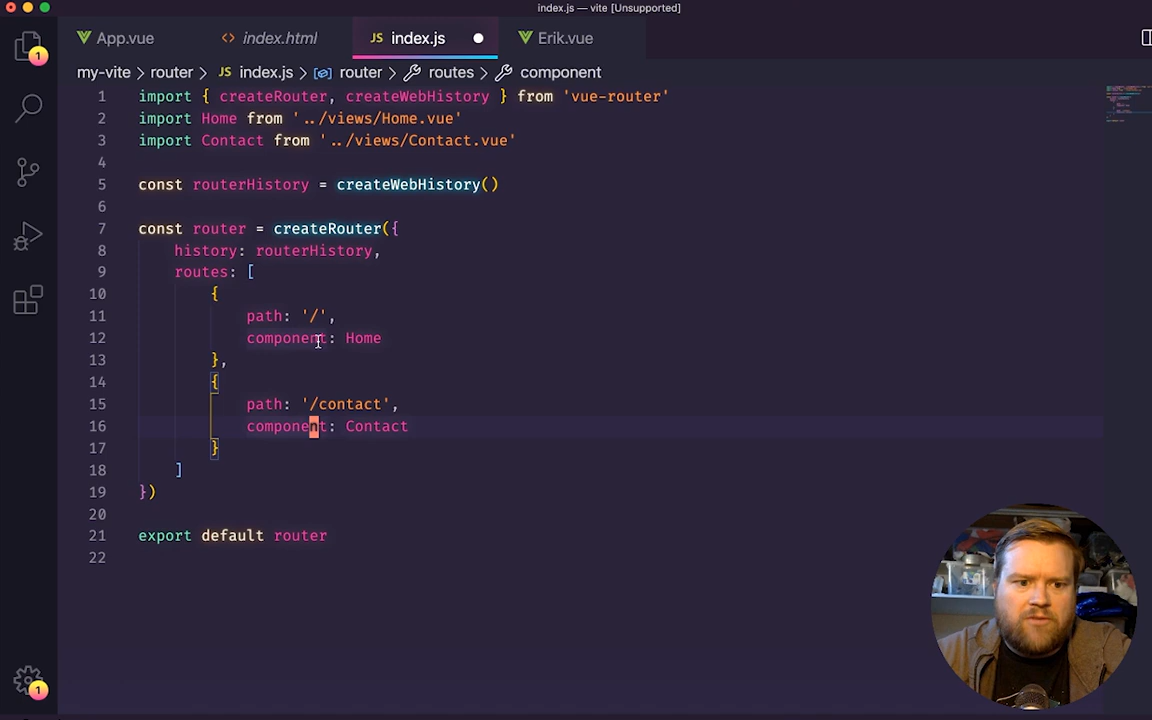 index.js — vite [Unsupported]
App.vue index.html JS index.js Erik.vue
my-vite > router > JS index.js > router > routes > component
1 import { createRouter, createWebHistory } from 'vue-router'
2 import Home from '../views/Home.vue'
3 import Contact from '../views/Contact.vue'
4
5 const routerHistory = createWebHistory()
6
7 const router = createRouter({
8 history: routerHistory,
9 routes: [
10 {
11 path: '/',
12 component: Home
13 },
14 {
15 path: '/contact',
16 component: Contact
17 }
18 ]
19 })
20
21 export default router
22
1
1